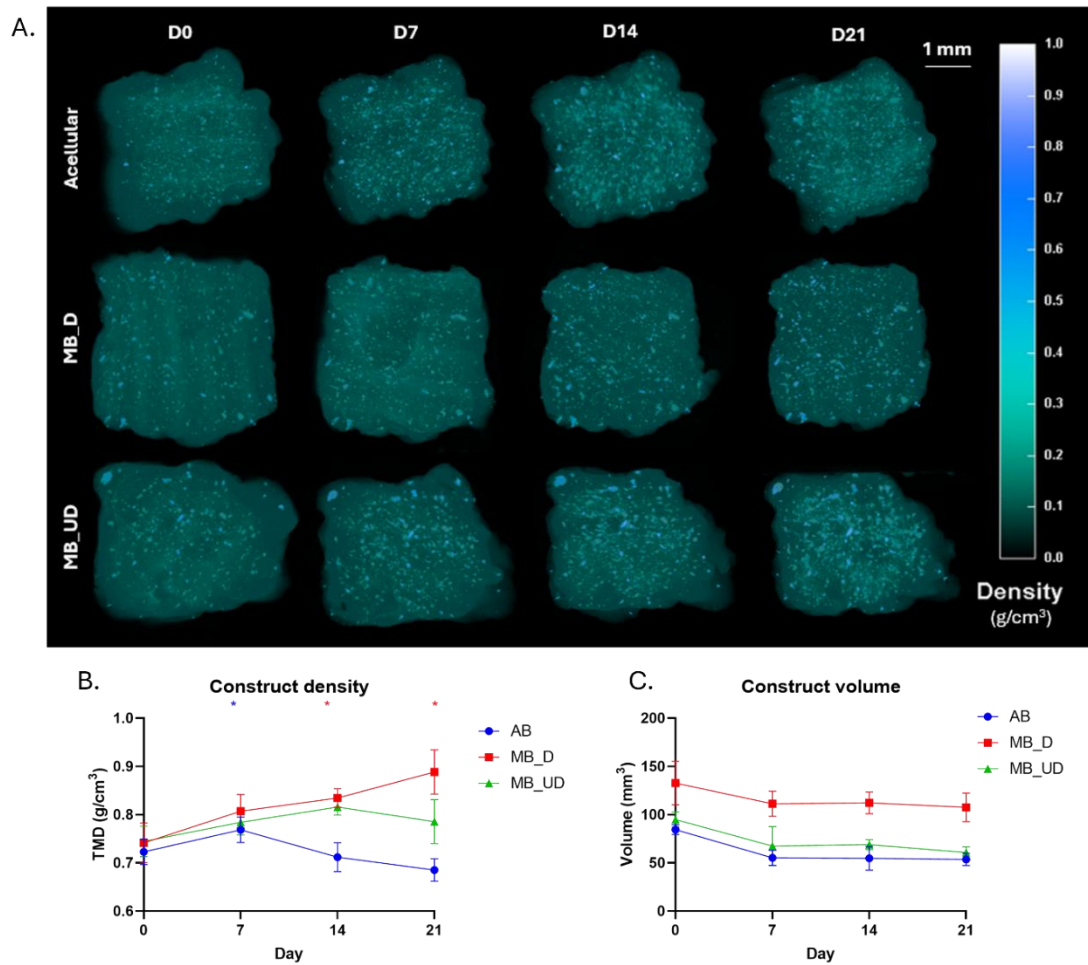 A.
D0 D7 D14 D21
1 mm
Acellular
MB_D
MB_UD
1.0
0.9
0.8
0.7
0.6
0.5
0.4
0.3
0.2
0.1
0.0
Density
(g/cm³)
B.
Construct density
* * *
TMD (g/cm³)
1.0
0.9
0.8
0.7
0.6
0 7 14 21
Day
AB
MB_D
MB_UD
C.
Construct volume
Volume (mm³)
200
150
100
50
0
0 7 14 21
Day
AB
MB_D
MB_UD